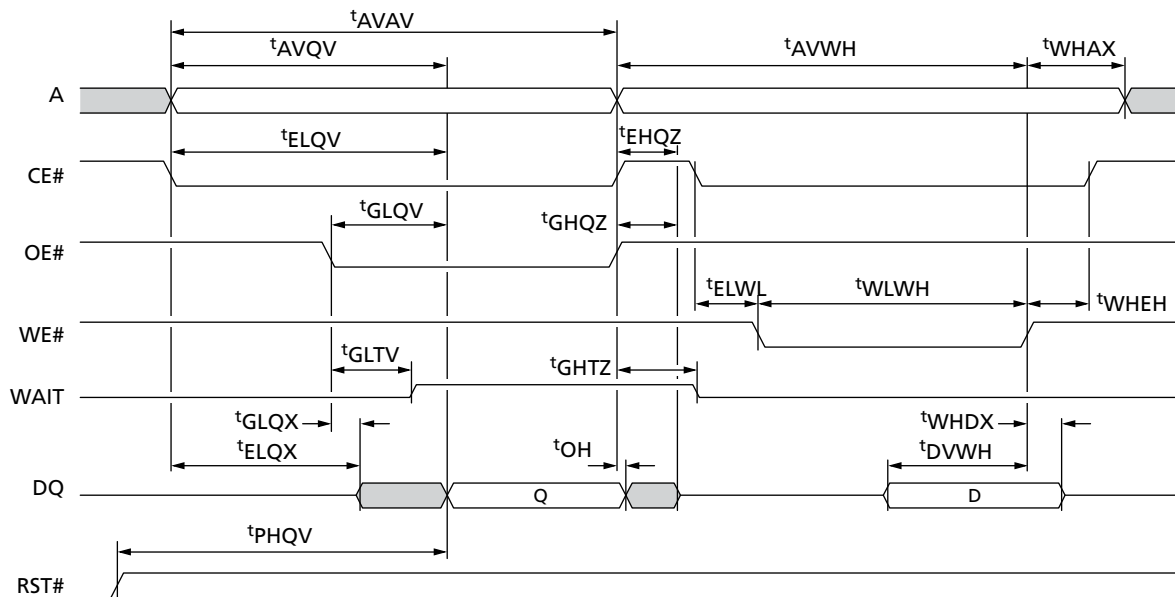 tAVAV
tAVQV
tAVWH
tWHAX
A
tELQV
tEHQZ
CE#
tGLQV
tGHQZ
OE#
tELWL
tWLWH
tWHEH
WE#
tGLTV
tGHTZ
WAIT
tGLQX
tWHDX
tELQX
tOH
tDVWH
DQ
Q
D
tPHQV
RST#